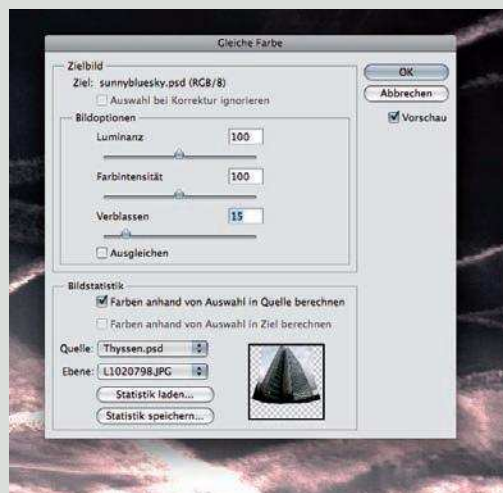 Gleiche Farbe
Zielbild
Ziel: sunnybluesky.psd (RGB/8)
Auswahl bei Korrektur ignorieren
Bildoptionen
Luminanz 100
Farbintensität 100
Verblassen 15
Ausgleichen
OK
Abbrechen
Vorschau
Bildstatistik
Farben anhand von Auswahl in Quelle berechnen
Farben anhand von Auswahl in Ziel berechnen
Quelle: Thyssen.psd
Ebene: L1020798.JPG
Statistik laden...
Statistik speichern...